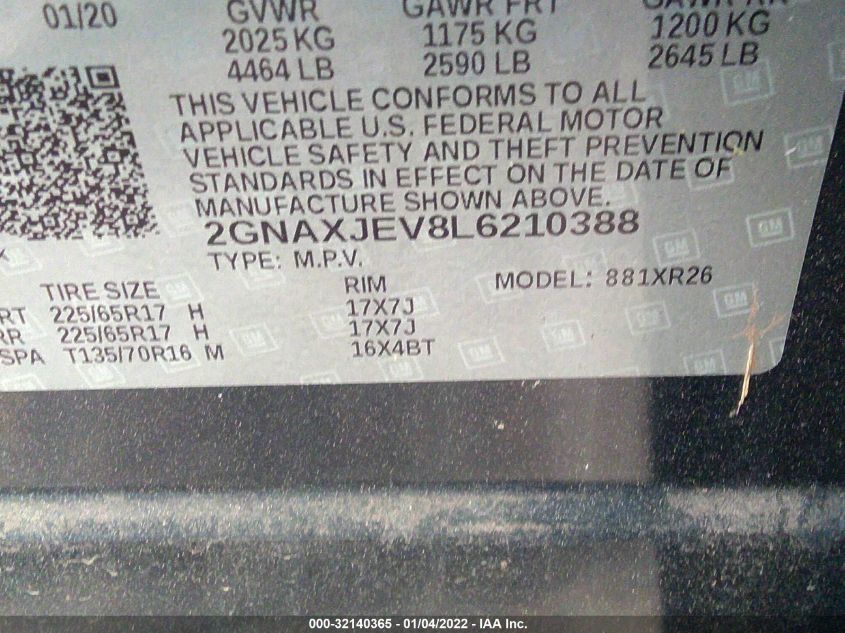 01/20 GVWR GAWR FRT GAWR RR
2025 KG 1175 KG 1200 KG
4464 LB 2590 LB 2645 LB
THIS VEHICLE CONFORMS TO ALL
APPLICABLE U.S. FEDERAL MOTOR
VEHICLE SAFETY AND THEFT PREVENTION
STANDARDS IN EFFECT ON THE DATE OF
MANUFACTURE SHOWN ABOVE.
2GNAXJEV8L6210388
TYPE: M.P.V.
TIRE SIZE RIM MODEL: 881XR26
RT 225/65R17 H 17X7J
RR 225/65R17 H 17X7J
SPA T135/70R16 M 16X4BT
GM
000-32140365 - 01/04/2022 - IAA Inc.